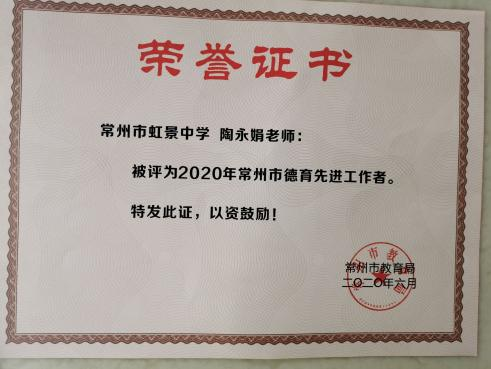 荣誉证书
常州市虹景中学 陶永娟老师：
被评为2020年常州市德育先进工作者。
特发此证，以资鼓励！
常州市教育局
二〇二〇年六月